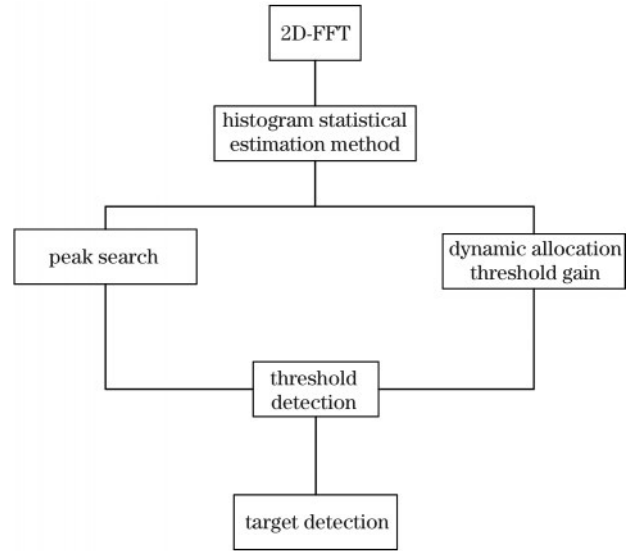 2D-FFT
histogram statistical
estimation method
peak search
dynamic allocation
threshold gain
threshold
detection
target detection